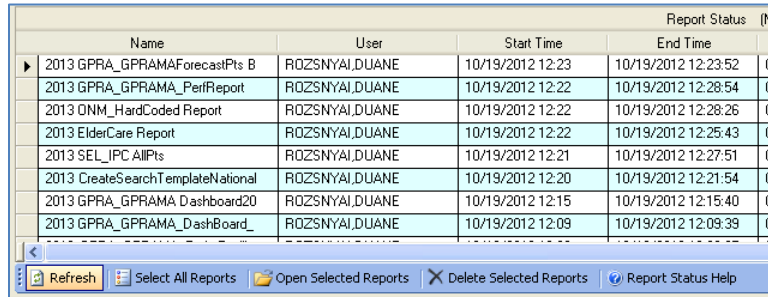 Report Status
Name User Start Time End Time
2013 GPRA_GPRAMAForecastPts B ROZSNYAI,DUANE 10/19/2012 12:23 10/19/2012 12:23:52
2013 GPRA_GPRAMA_PerfReport ROZSNYAI,DUANE 10/19/2012 12:22 10/19/2012 12:28:54
2013 ONM_HardCoded Report ROZSNYAI,DUANE 10/19/2012 12:22 10/19/2012 12:28:26
2013 ElderCare Report ROZSNYAI,DUANE 10/19/2012 12:22 10/19/2012 12:25:43
2013 SEL_IPC AllPts ROZSNYAI,DUANE 10/19/2012 12:21 10/19/2012 12:27:51
2013 CreateSearchTemplateNational ROZSNYAI,DUANE 10/19/2012 12:20 10/19/2012 12:21:54
2013 GPRA_GPRAMA Dashboard20 ROZSNYAI,DUANE 10/19/2012 12:15 10/19/2012 12:15:40
2013 GPRA_GPRAMA_DashBoard_ ROZSNYAI,DUANE 10/19/2012 12:09 10/19/2012 12:09:39
Refresh Select All Reports Open Selected Reports Delete Selected Reports Report Status Help